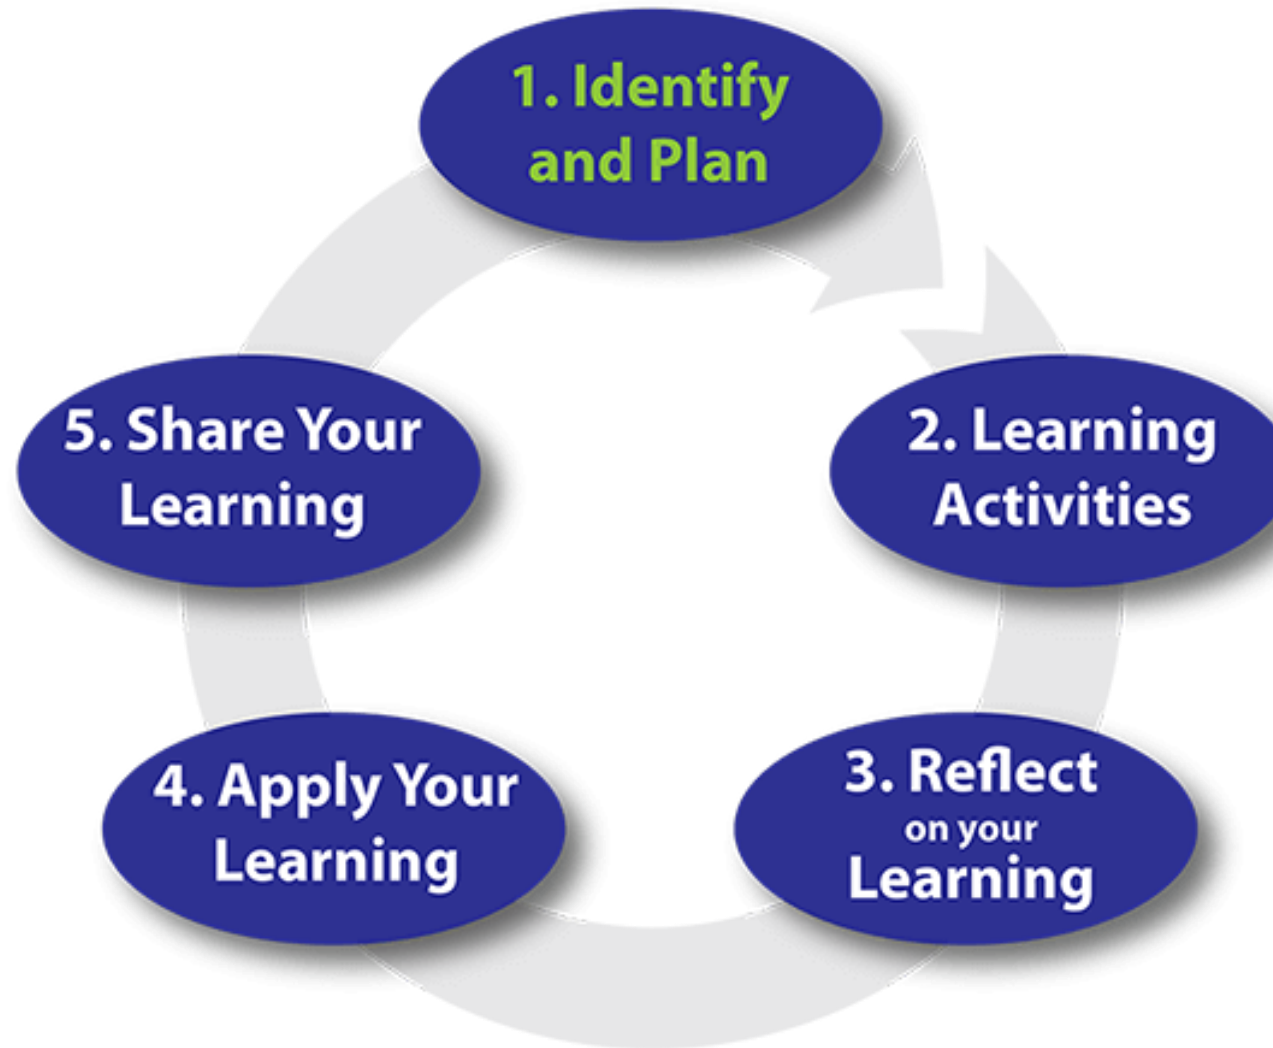 1. Identify
and Plan
2. Learning
Activities
3. Reflect
on your
Learning
4. Apply Your
Learning
5. Share Your
Learning